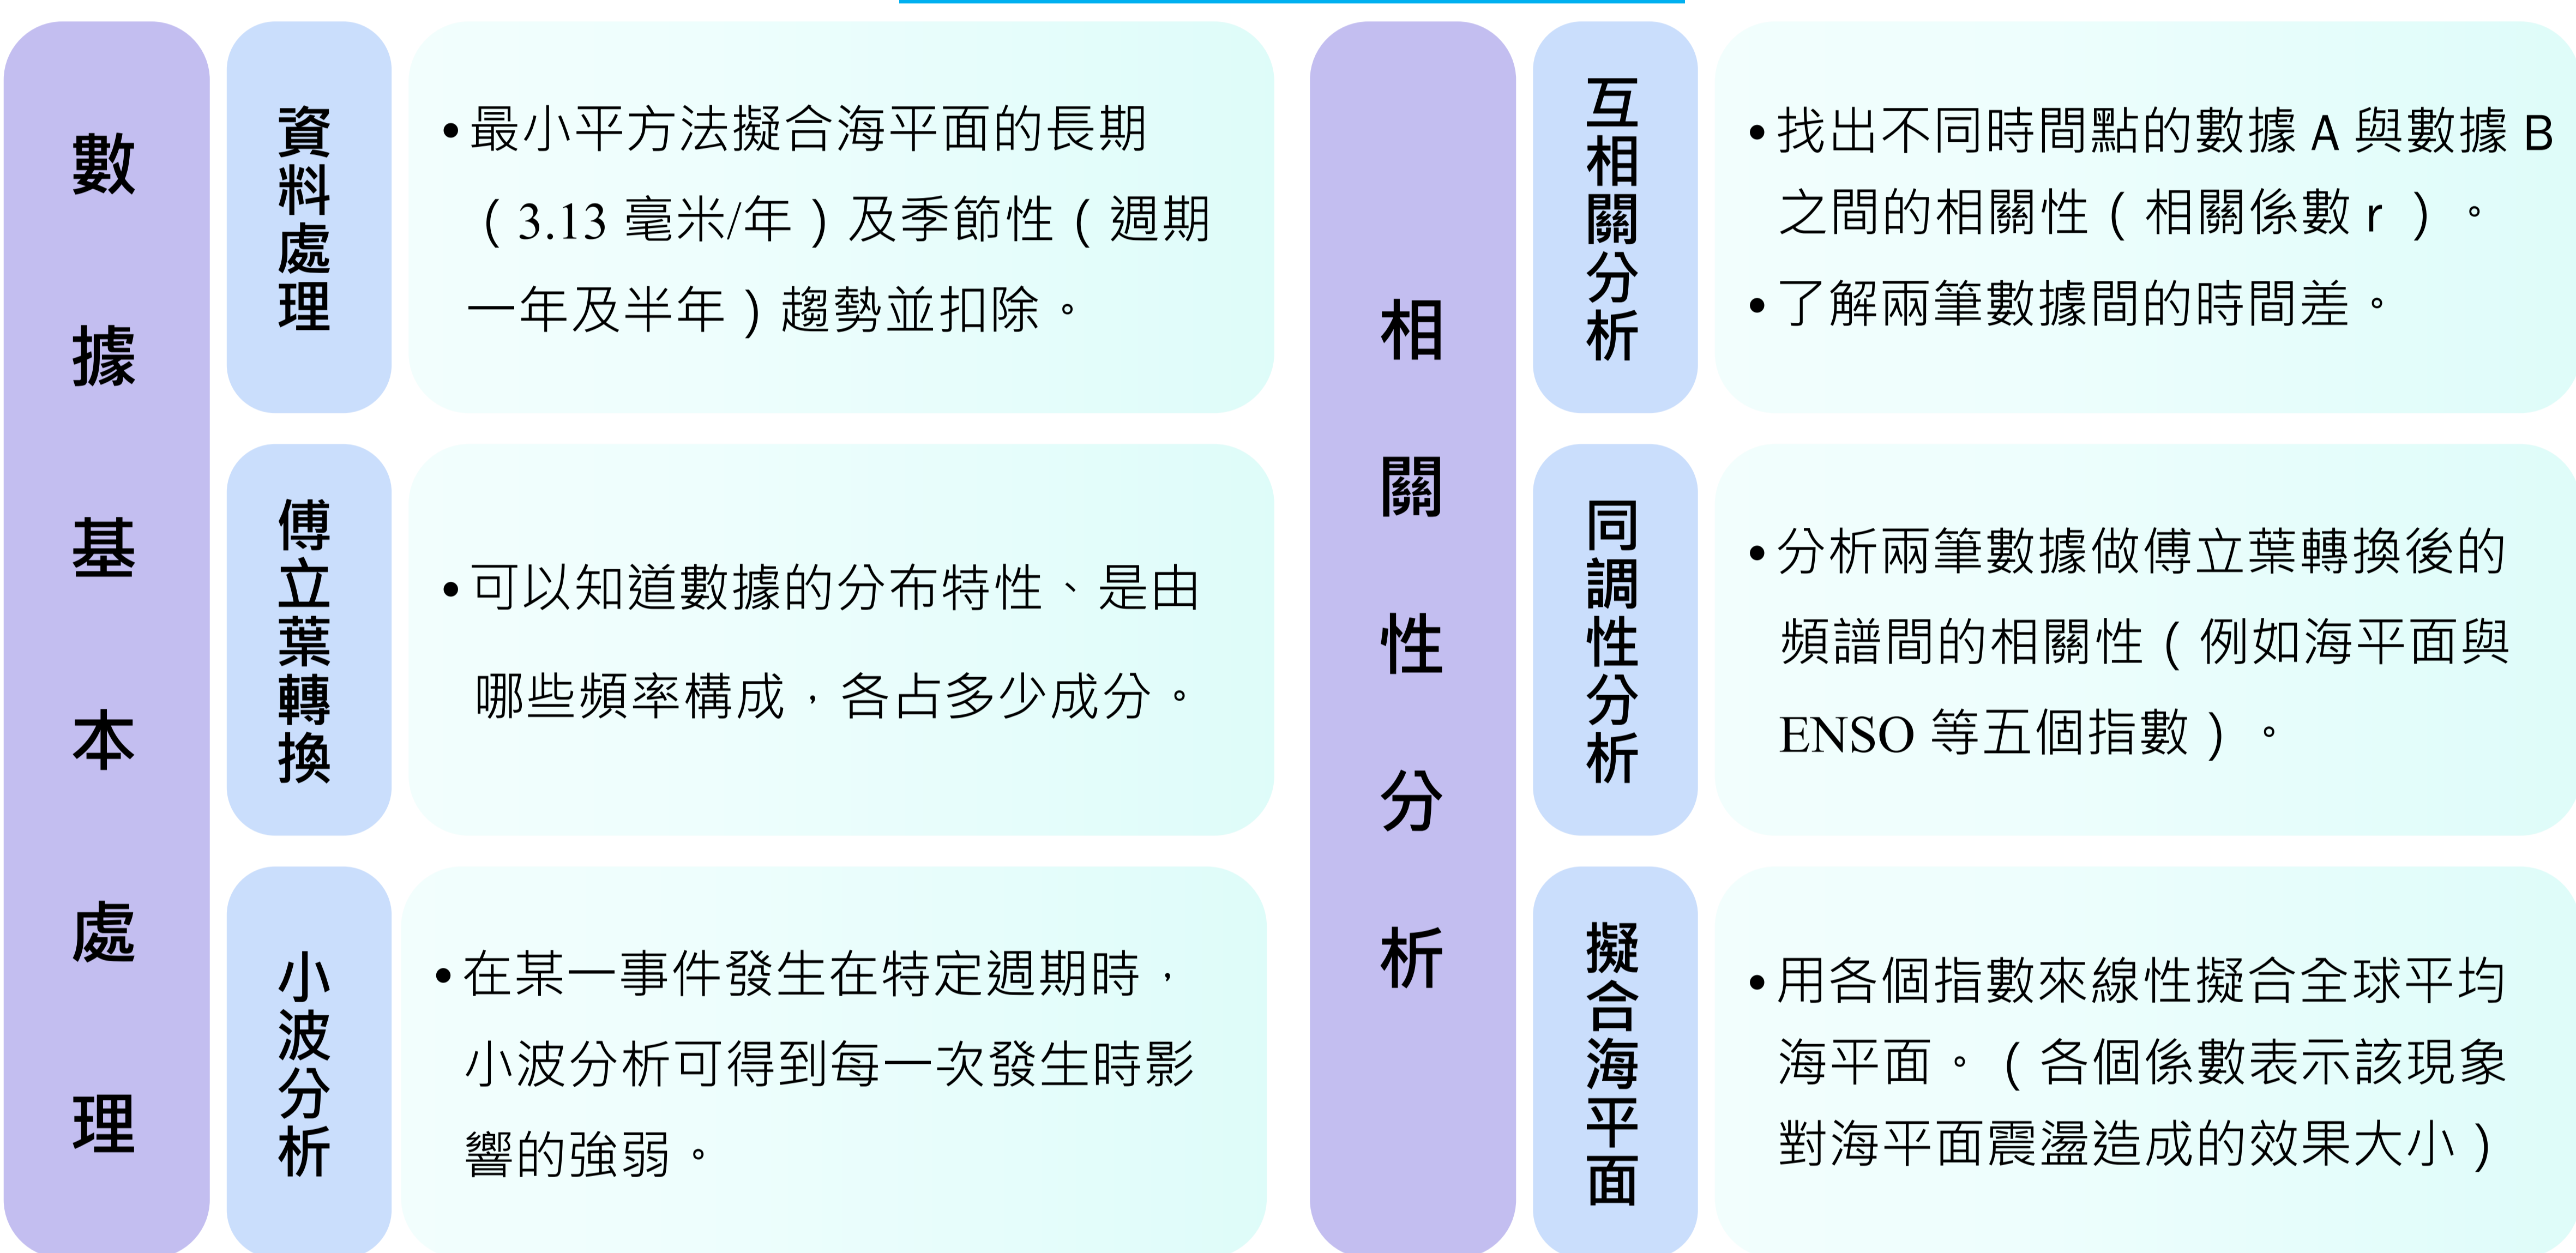 數據基本處理
資料處理
•最小平方法擬合海平面的長期
（3.13 毫米/年）及季節性（週期
一年及半年）趨勢並扣除。
傅立葉轉換
•可以知道數據的分布特性、是由
哪些頻率構成，各占多少成分。
小波分析
•在某一事件發生在特定週期時，
小波分析可得到每一次發生時影
響的強弱。
相關性分析
互相關分析
•找出不同時間點的數據 A 與數據 B
之間的相關性（相關係數 r ）。
•了解兩筆數據間的時間差。
同調性分析
•分析兩筆數據做傅立葉轉換後的
頻譜間的相關性（例如海平面與
ENSO 等五個指數）。
擬合海平面
•用各個指數來線性擬合全球平均
海平面。（各個係數表示該現象
對海平面震盪造成的效果大小）